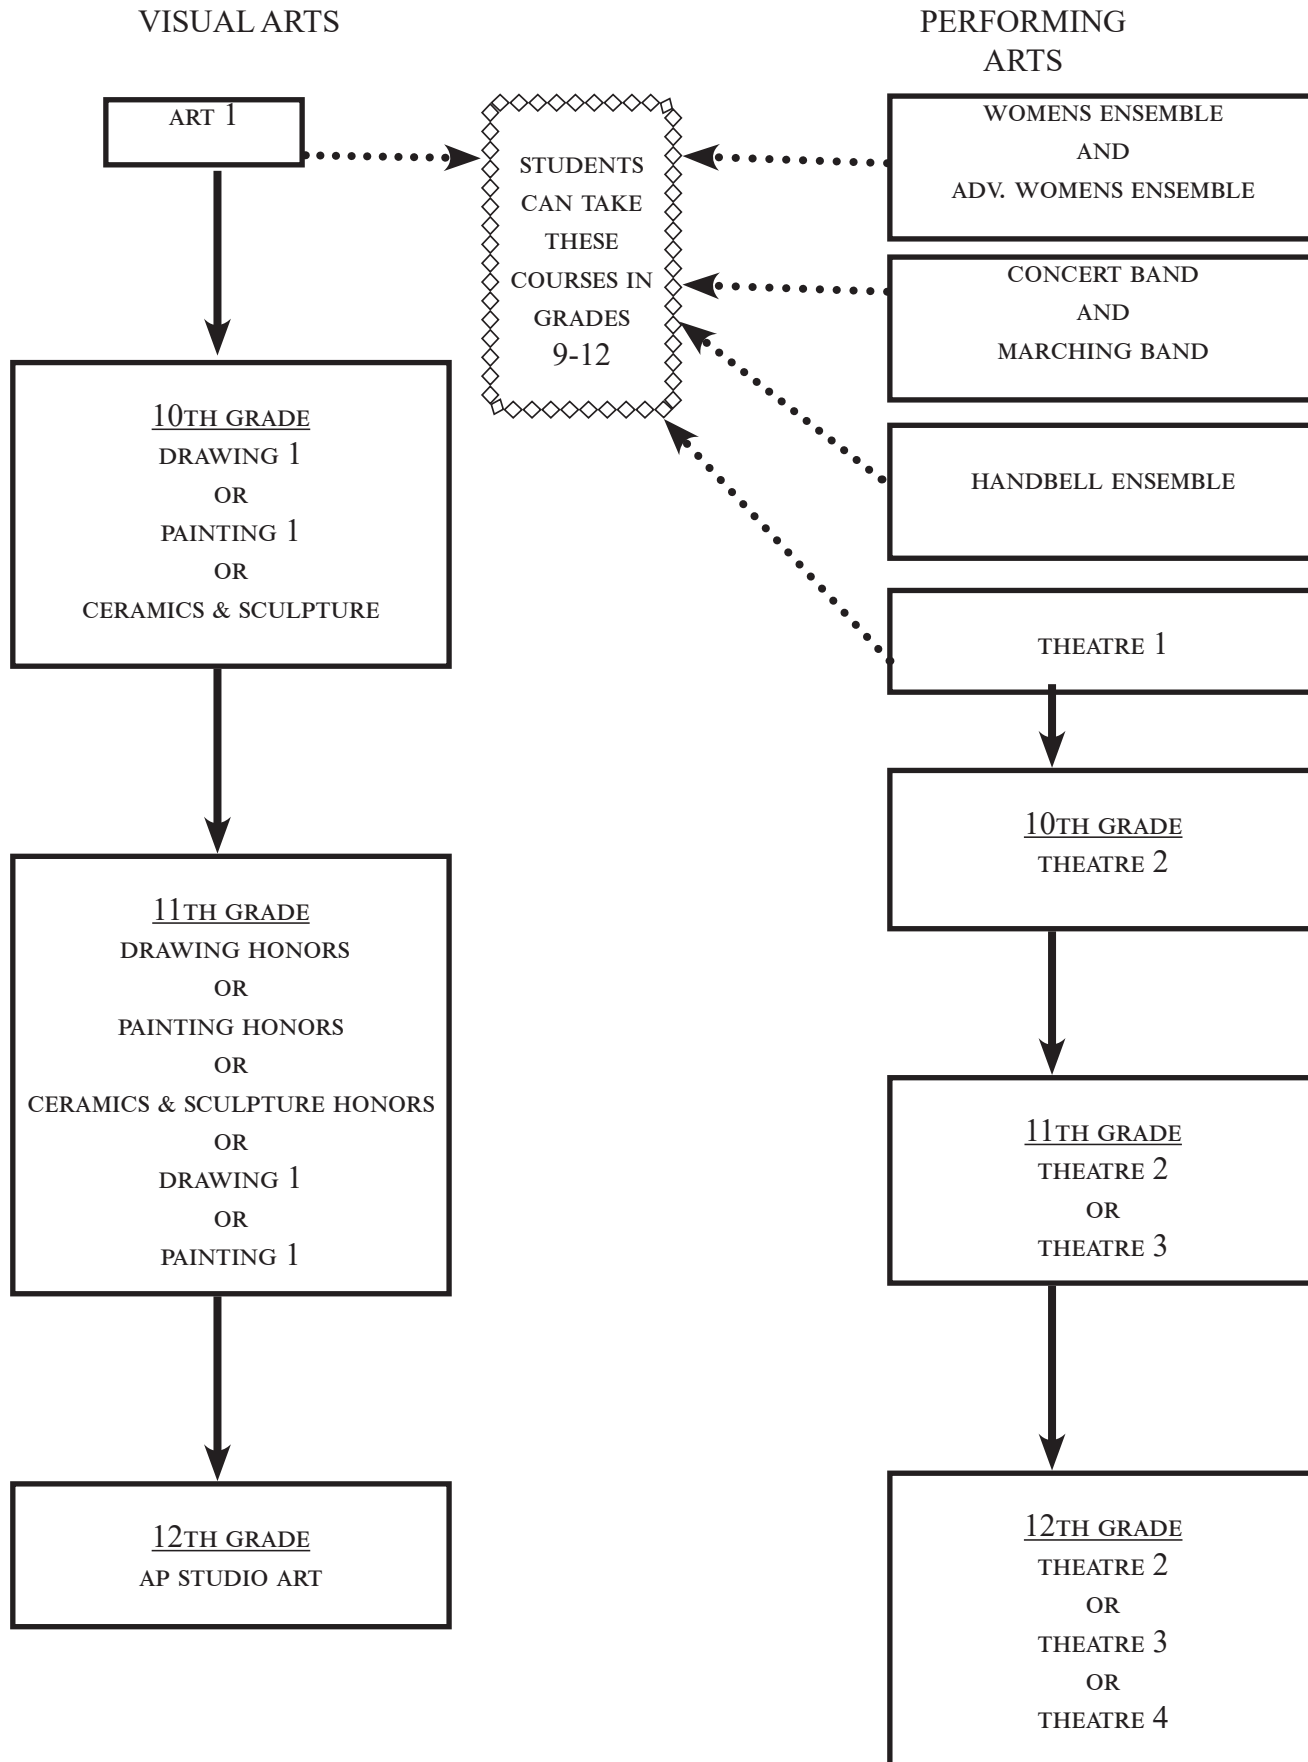 VISUAL ARTS
ART 1
10TH GRADE
DRAWING 1
OR
PAINTING 1
OR
CERAMICS & SCULPTURE
11TH GRADE
DRAWING HONORS
OR
PAINTING HONORS
OR
CERAMICS & SCULPTURE HONORS
OR
DRAWING 1
OR
PAINTING 1
12TH GRADE
AP STUDIO ART
STUDENTS
CAN TAKE
THESE
COURSES IN
GRADES
9-12
PERFORMING
ARTS
WOMENS ENSEMBLE
AND
ADV. WOMENS ENSEMBLE
CONCERT BAND
AND
MARCHING BAND
HANDBELL ENSEMBLE
THEATRE 1
10TH GRADE
THEATRE 2
11TH GRADE
THEATRE 2
OR
THEATRE 3
12TH GRADE
THEATRE 2
OR
THEATRE 3
OR
THEATRE 4